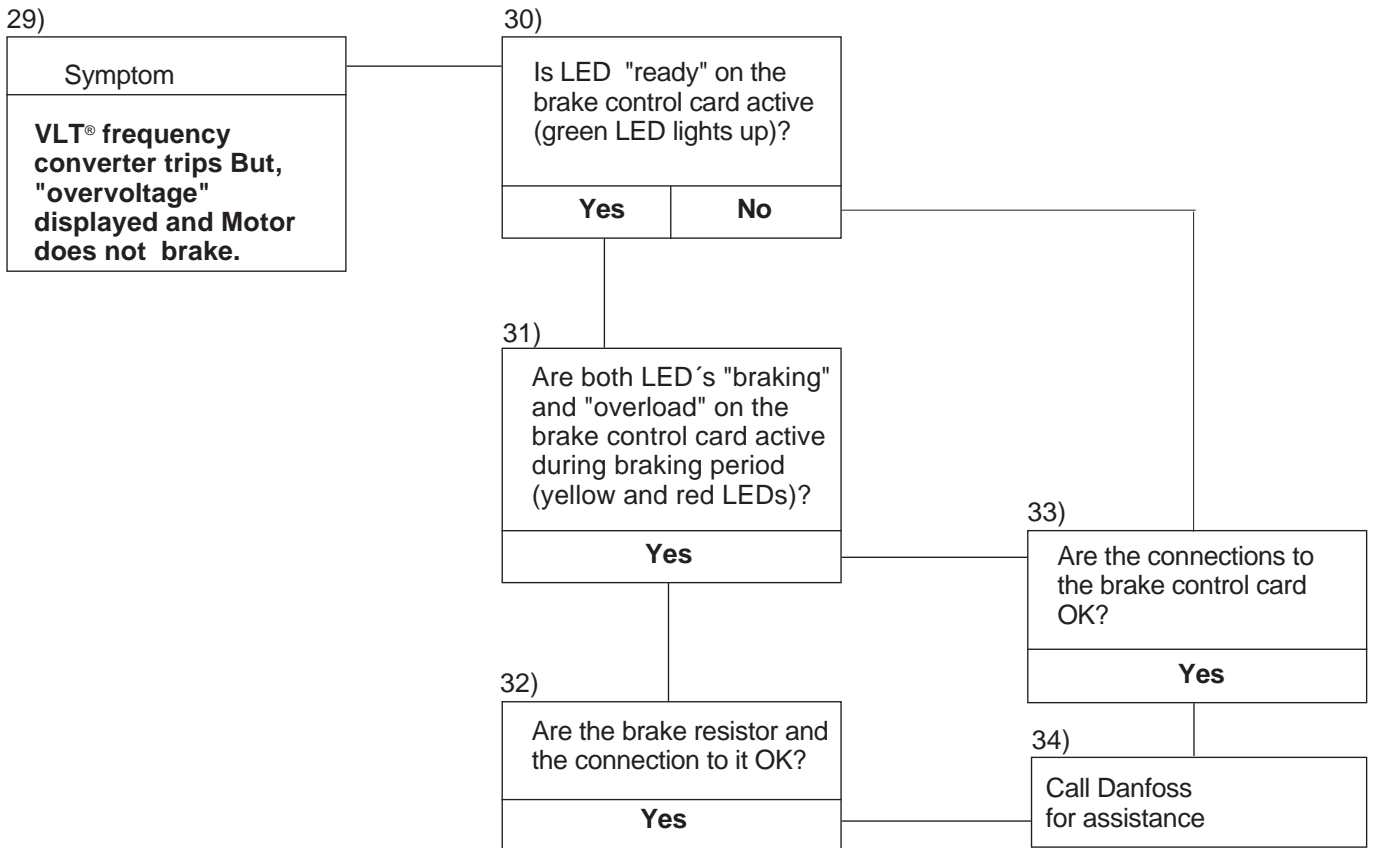 29)
Symptom
VLT® frequency
converter trips But,
"overvoltage"
displayed and Motor
does not brake.
30)
Is LED "ready" on the
brake control card active
(green LED lights up)?
Yes No
31)
Are both LED´s "braking"
and "overload" on the
brake control card active
during braking period
(yellow and red LEDs)?
Yes
32)
Are the brake resistor and
the connection to it OK?
Yes
33)
Are the connections to
the brake control card
OK?
Yes
34)
Call Danfoss
for assistance